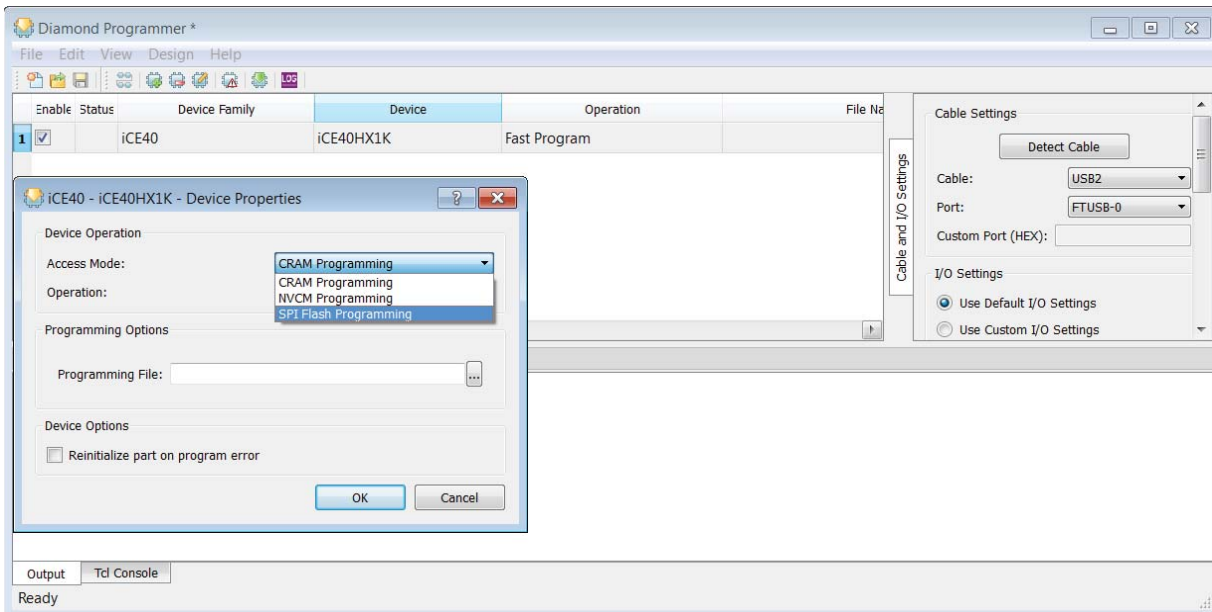 Diamond Programmer *
File Edit View Design Help
LOG
Enable Status Device Family Device Operation File Na
1 iCE40 iCE40HX1K Fast Program
iCE40 - iCE40HX1K - Device Properties
Device Operation
Access Mode: CRAM Programming
CRAM Programming
NVCM Programming
SPI Flash Programming
Operation:
Programming Options
Programming File: ...
Device Options
Reinitialize part on program error
OK Cancel
Cable and I/O Settings
Cable Settings
Detect Cable
Cable: USB2
Port: FTUSB-0
Custom Port (HEX):
I/O Settings
Use Default I/O Settings
Use Custom I/O Settings
Output Tcl Console
Ready